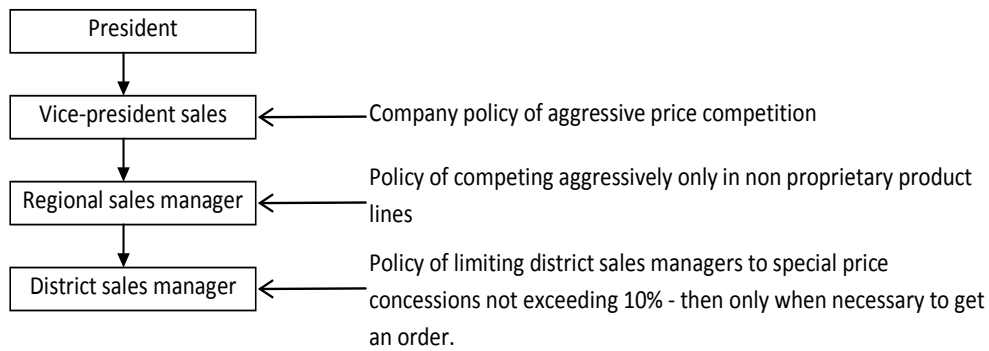 President
Vice-president sales
Company policy of aggressive price competition
Policy of competing aggressively only in non proprietary product
lines
Regional sales manager
Policy of limiting district sales managers to special price
concessions not exceeding 10% - then only when necessary to get
an order.
District sales manager